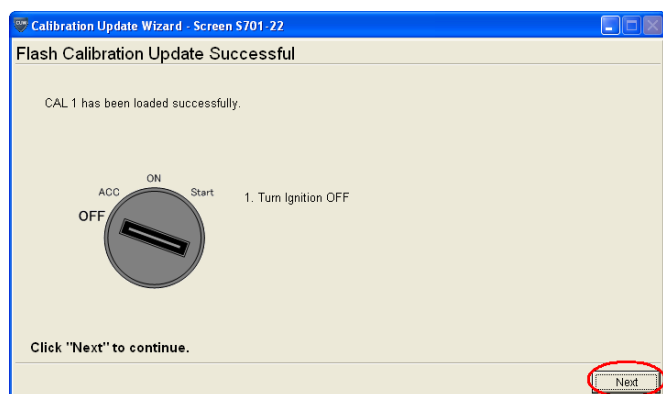 CUW Calibration Update Wizard - Screen S701-22
Flash Calibration Update Successful
CAL 1 has been loaded successfully.
ON
ACC
Start
OFF
1. Turn Ignition OFF
Click "Next" to continue.
Next